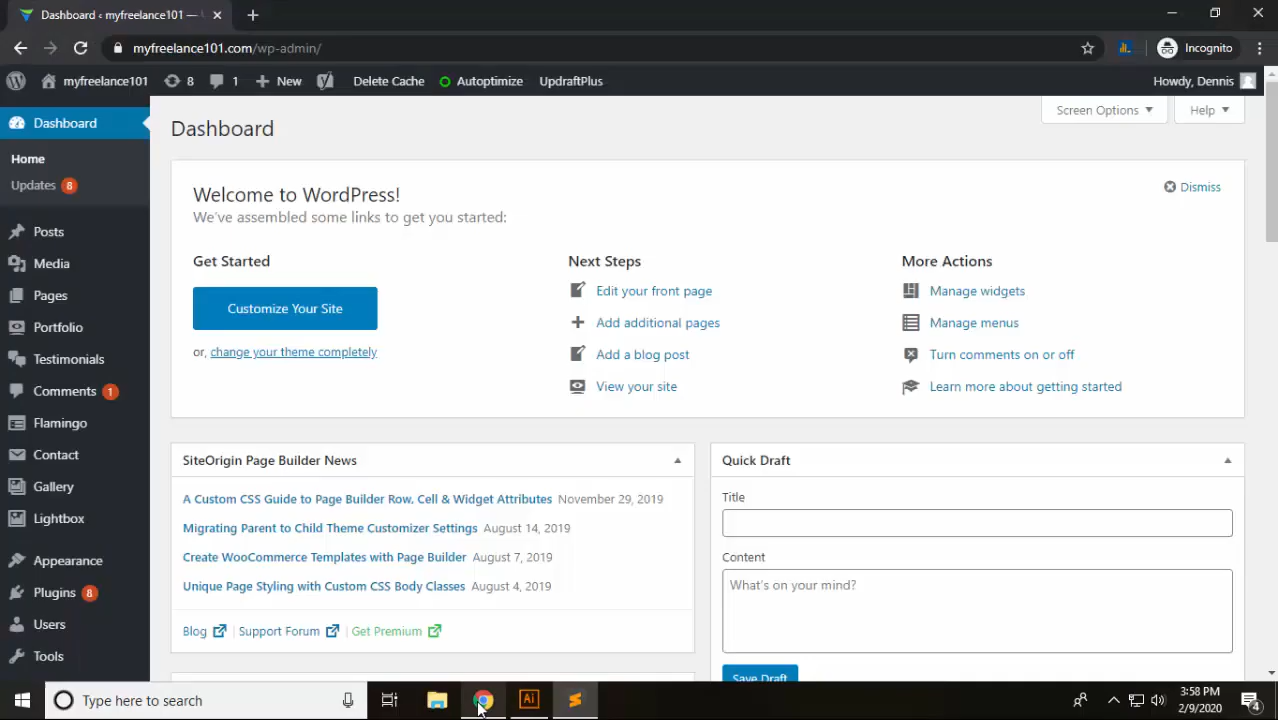 Dashboard ‹ myfreelance101 —
myfreelance101.com/wp-admin/
Incognito
myfreelance101 8 1 New Delete Cache Autoptimize UpdraftPlus Howdy, Dennis
Dashboard
Home
Updates 8
Posts
Media
Pages
Portfolio
Testimonials
Comments 1
Flamingo
Contact
Gallery
Lightbox
Appearance
Plugins 8
Users
Tools
Screen Options Help
Dashboard
Welcome to WordPress!
Dismiss
We've assembled some links to get you started:
Get Started
Customize Your Site
or, change your theme completely
Next Steps
Edit your front page
Add additional pages
Add a blog post
View your site
More Actions
Manage widgets
Manage menus
Turn comments on or off
Learn more about getting started
SiteOrigin Page Builder News
A Custom CSS Guide to Page Builder Row, Cell & Widget Attributes November 29, 2019
Migrating Parent to Child Theme Customizer Settings August 14, 2019
Create WooCommerce Templates with Page Builder August 7, 2019
Unique Page Styling with Custom CSS Body Classes August 4, 2019
Blog | Support Forum | Get Premium
Quick Draft
Title
Content
What's on your mind?
Save Draft
Type here to search
Ai
3:58 PM
2/9/2020
4